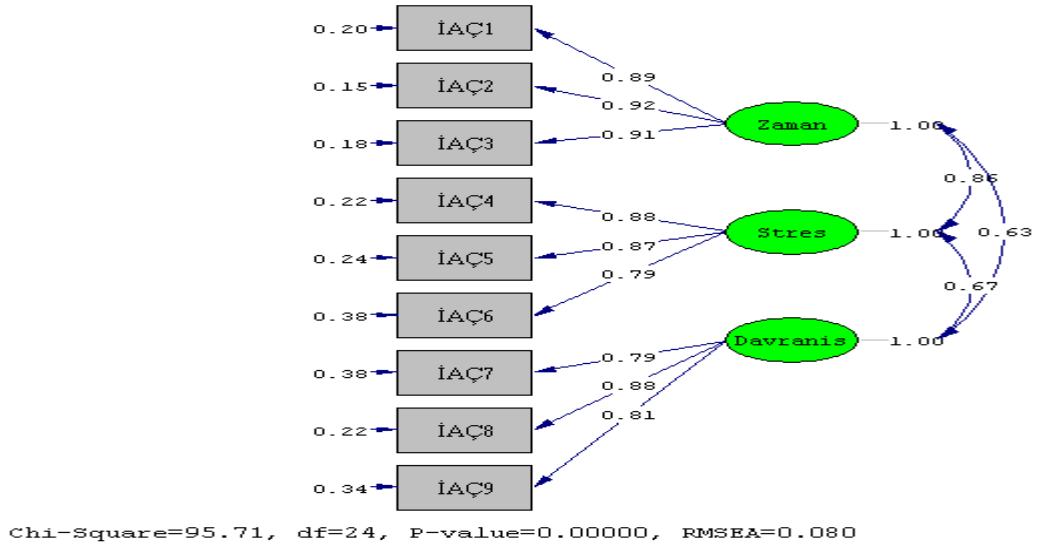 0.20 İAÇ1
0.89
0.15 İAÇ2
0.92
Zaman 1.00
0.18 İAÇ3
0.91
0.86
0.22 İAÇ4
0.88
Stres 1.00 0.63
0.24 İAÇ5
0.87
0.79
0.67
0.38 İAÇ6
Davranis 1.00
0.79
0.38 İAÇ7
0.88
0.81
0.22 İAÇ8
0.34 İAÇ9
Chi-Square=95.71, df=24, P-value=0.00000, RMSEA=0.080